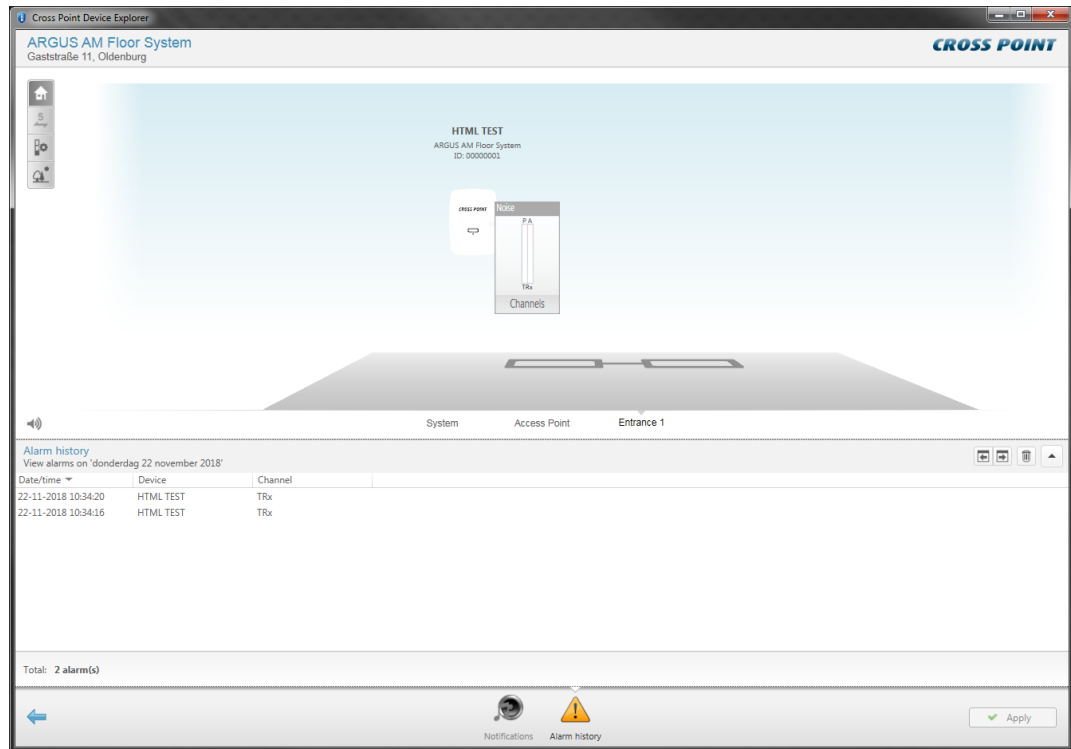 Cross Point Device Explorer
ARGUS AM Floor System
Gaststraße 11, Oldenburg
CROSS POINT
5
HTML TEST
ARGUS AM Floor System
ID: 00000001
CROSS POINT
Noise
P A
TRx
Channels
System Access Point Entrance 1
Alarm history
View alarms on 'donderdag 22 november 2018'
Date/time Device Channel
22-11-2018 10:34:20 HTML TEST TRx
22-11-2018 10:34:16 HTML TEST TRx
Total: 2 alarm(s)
Notifications Alarm history
Apply